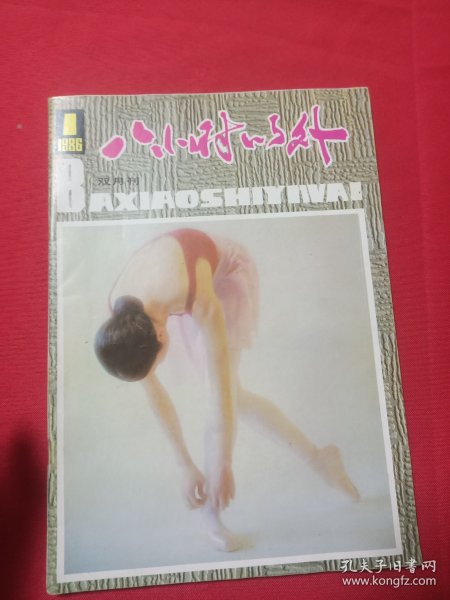 1
1986
八小时以外
双月刊
BAXIAOSHIYIWAI
孔夫子旧书网
www.kongfz.com